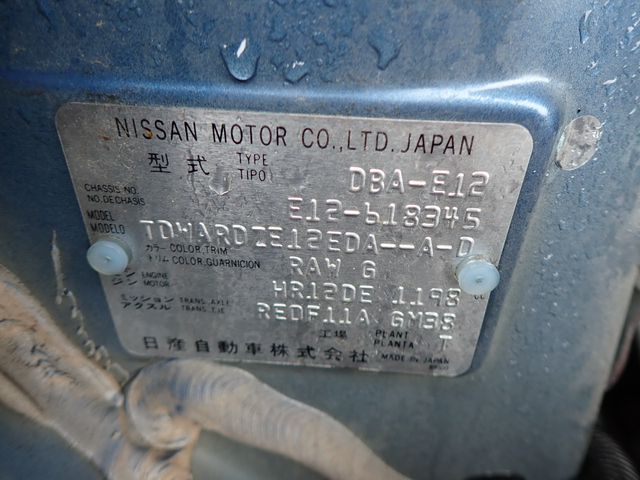 NISSAN MOTOR CO.,LTD. JAPAN
型式 TYPE TIPO DBA-E12
CHASSIS NO. NO. DE CHASIS E12-618345
MODEL MODELO TDWARDZE12EDA--A-D
カラー COLOR,TRIM トリム COLOR,GUARNICION RAW G
エンジン ENGINE MOTOR HR12DE 1198 cc
ミッション アクスル TRANS. AXLE TRANS. EJE REDF11A GM38
工場 PLANT PLANTA T
日産自動車株式会社 MADE IN JAPAN